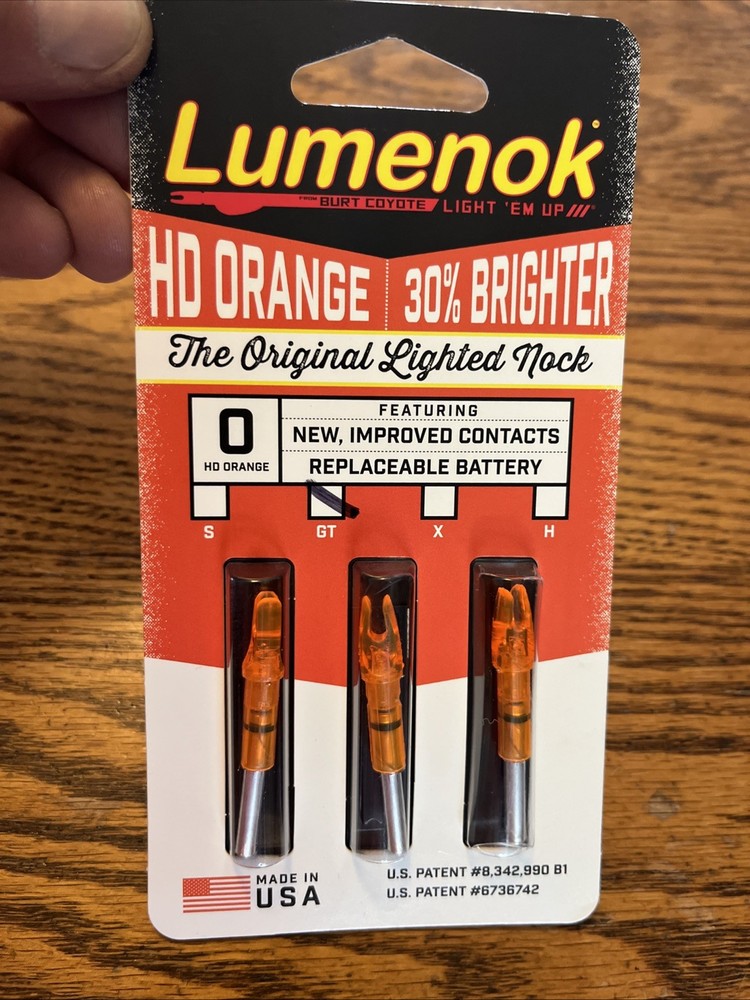 Lumenok™
FROM BURT COYOTE LIGHT 'EM UP ///®
HD ORANGE 30% BRIGHTER
The Original Lighted Nock
O
HD ORANGE
FEATURING
NEW, IMPROVED CONTACTS
REPLACEABLE BATTERY
S GT X H
MADE IN
USA
U.S. PATENT #8,342,990 B1
U.S. PATENT #6736742